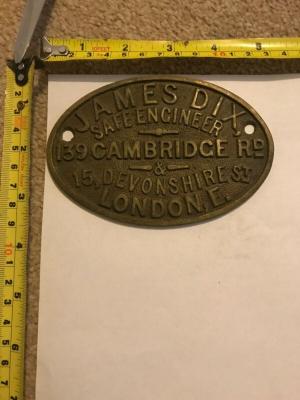 JAMES DIX,
SAFE ENGINEER
139 CAMBRIDGE RD
&
15, DEVONSHIRE ST
LONDON. E.